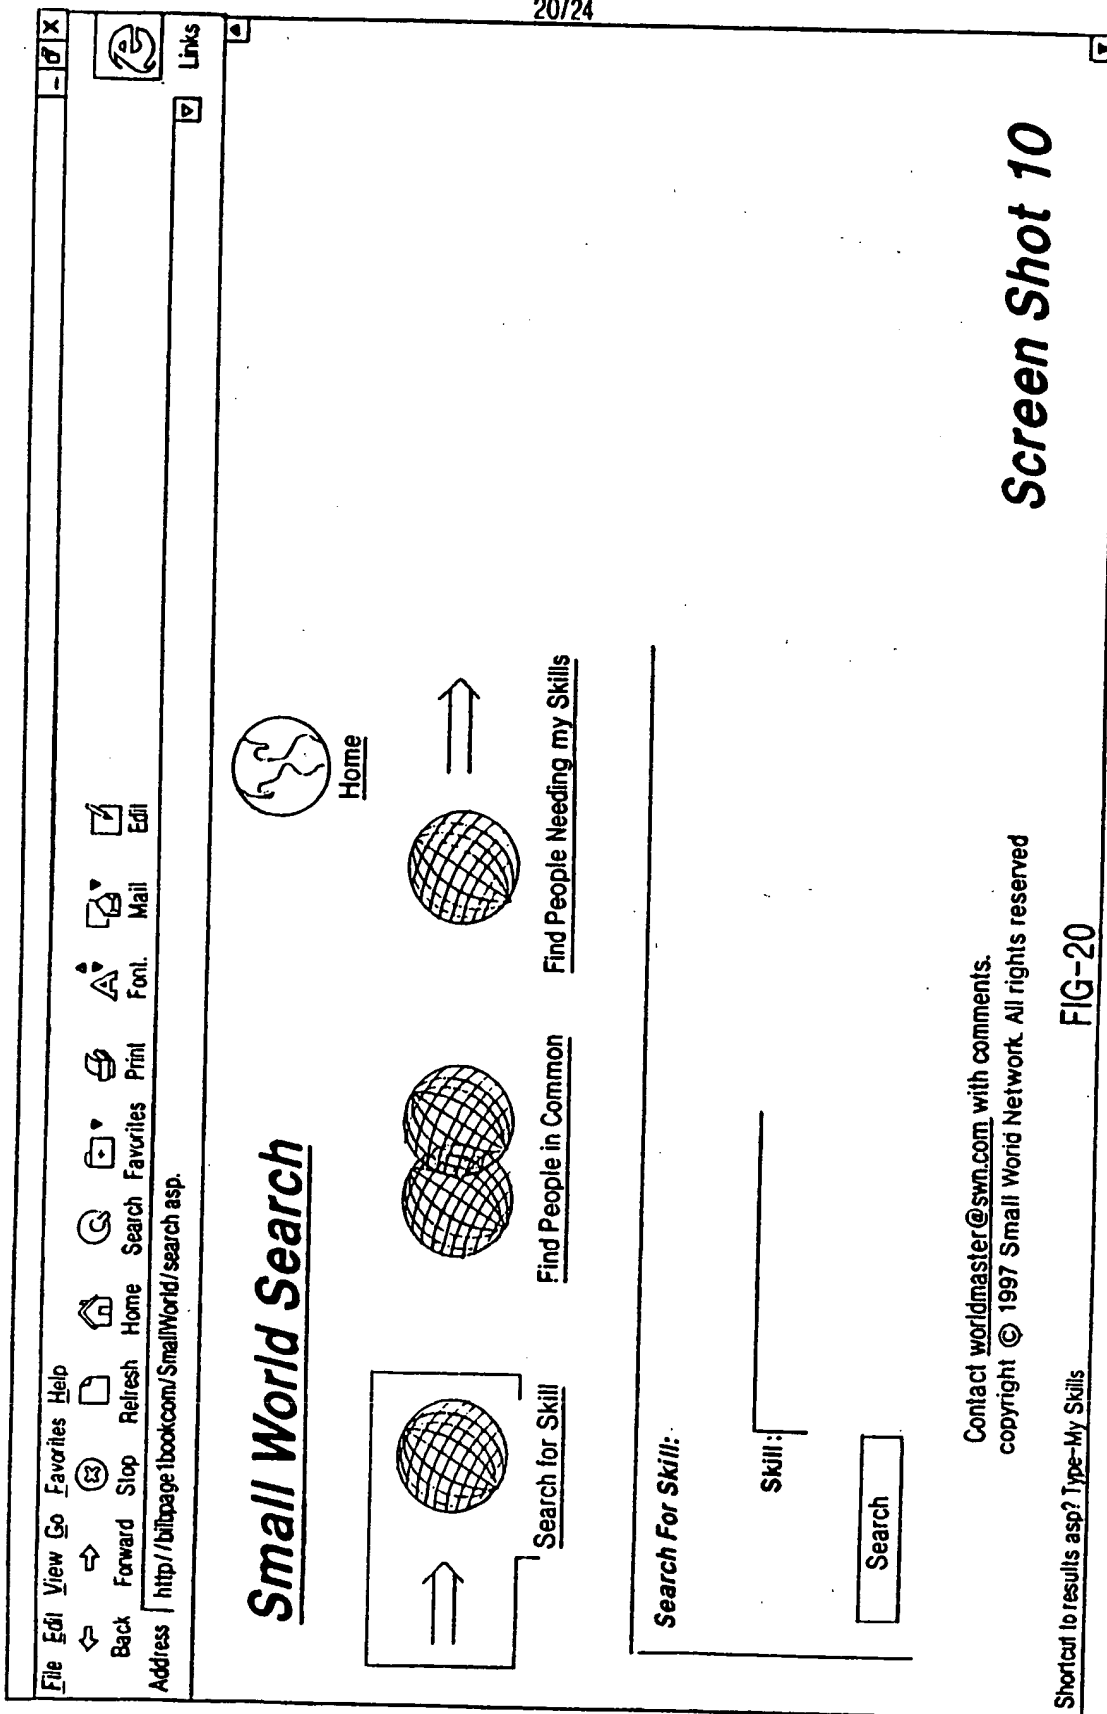 20/24
File Edit View Go Favorites Help
Back Forward Stop Refresh Home Search Favorites Print Font. Mail Edit
Address http//bilbpage1bookcom/SmallWorld/search asp.
Links
Small World Search
Home
Search for Skill
Find People in Common
Find People Needing my Skills
Search For Skill:
Skill:
Search
Contact worldmaster@swn.com with comments.
copyright © 1997 Small World Network. All rights reserved
Screen Shot 10
Shortcut to results asp? Type-My Skills
FIG-20